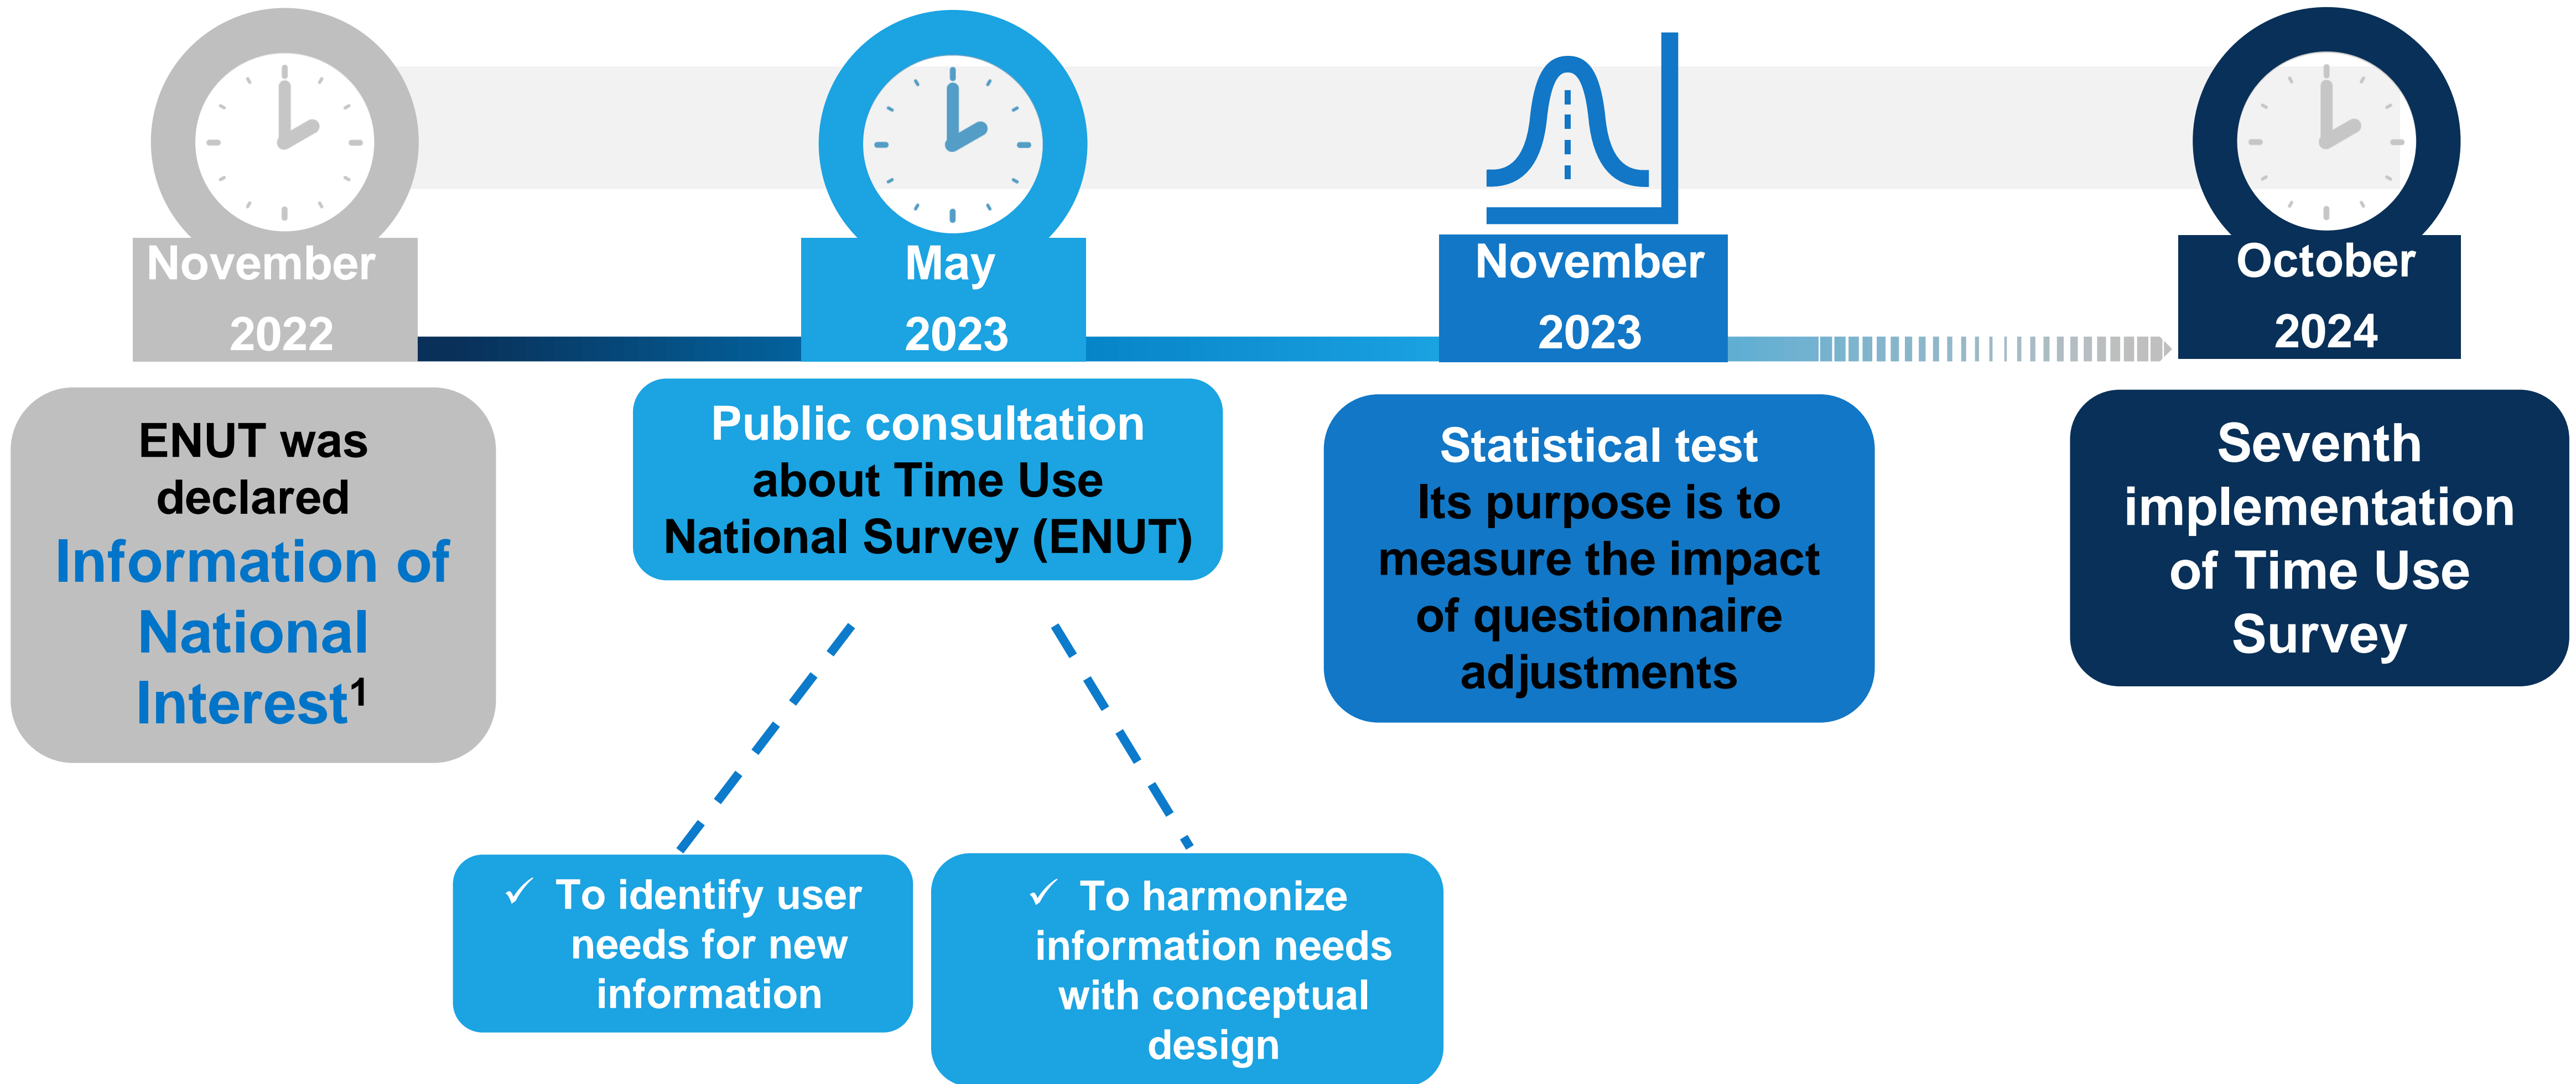 November
2022
May
2023
November
2023
October
2024
ENUT was
declared
Information of
National
Interest¹
Public consultation
about Time Use
National Survey (ENUT)
Statistical test
Its purpose is to
measure the impact
of questionnaire
adjustments
Seventh
implementation
of Time Use
Survey
✓ To identify user
needs for new
information
✓ To harmonize
information needs
with conceptual
design